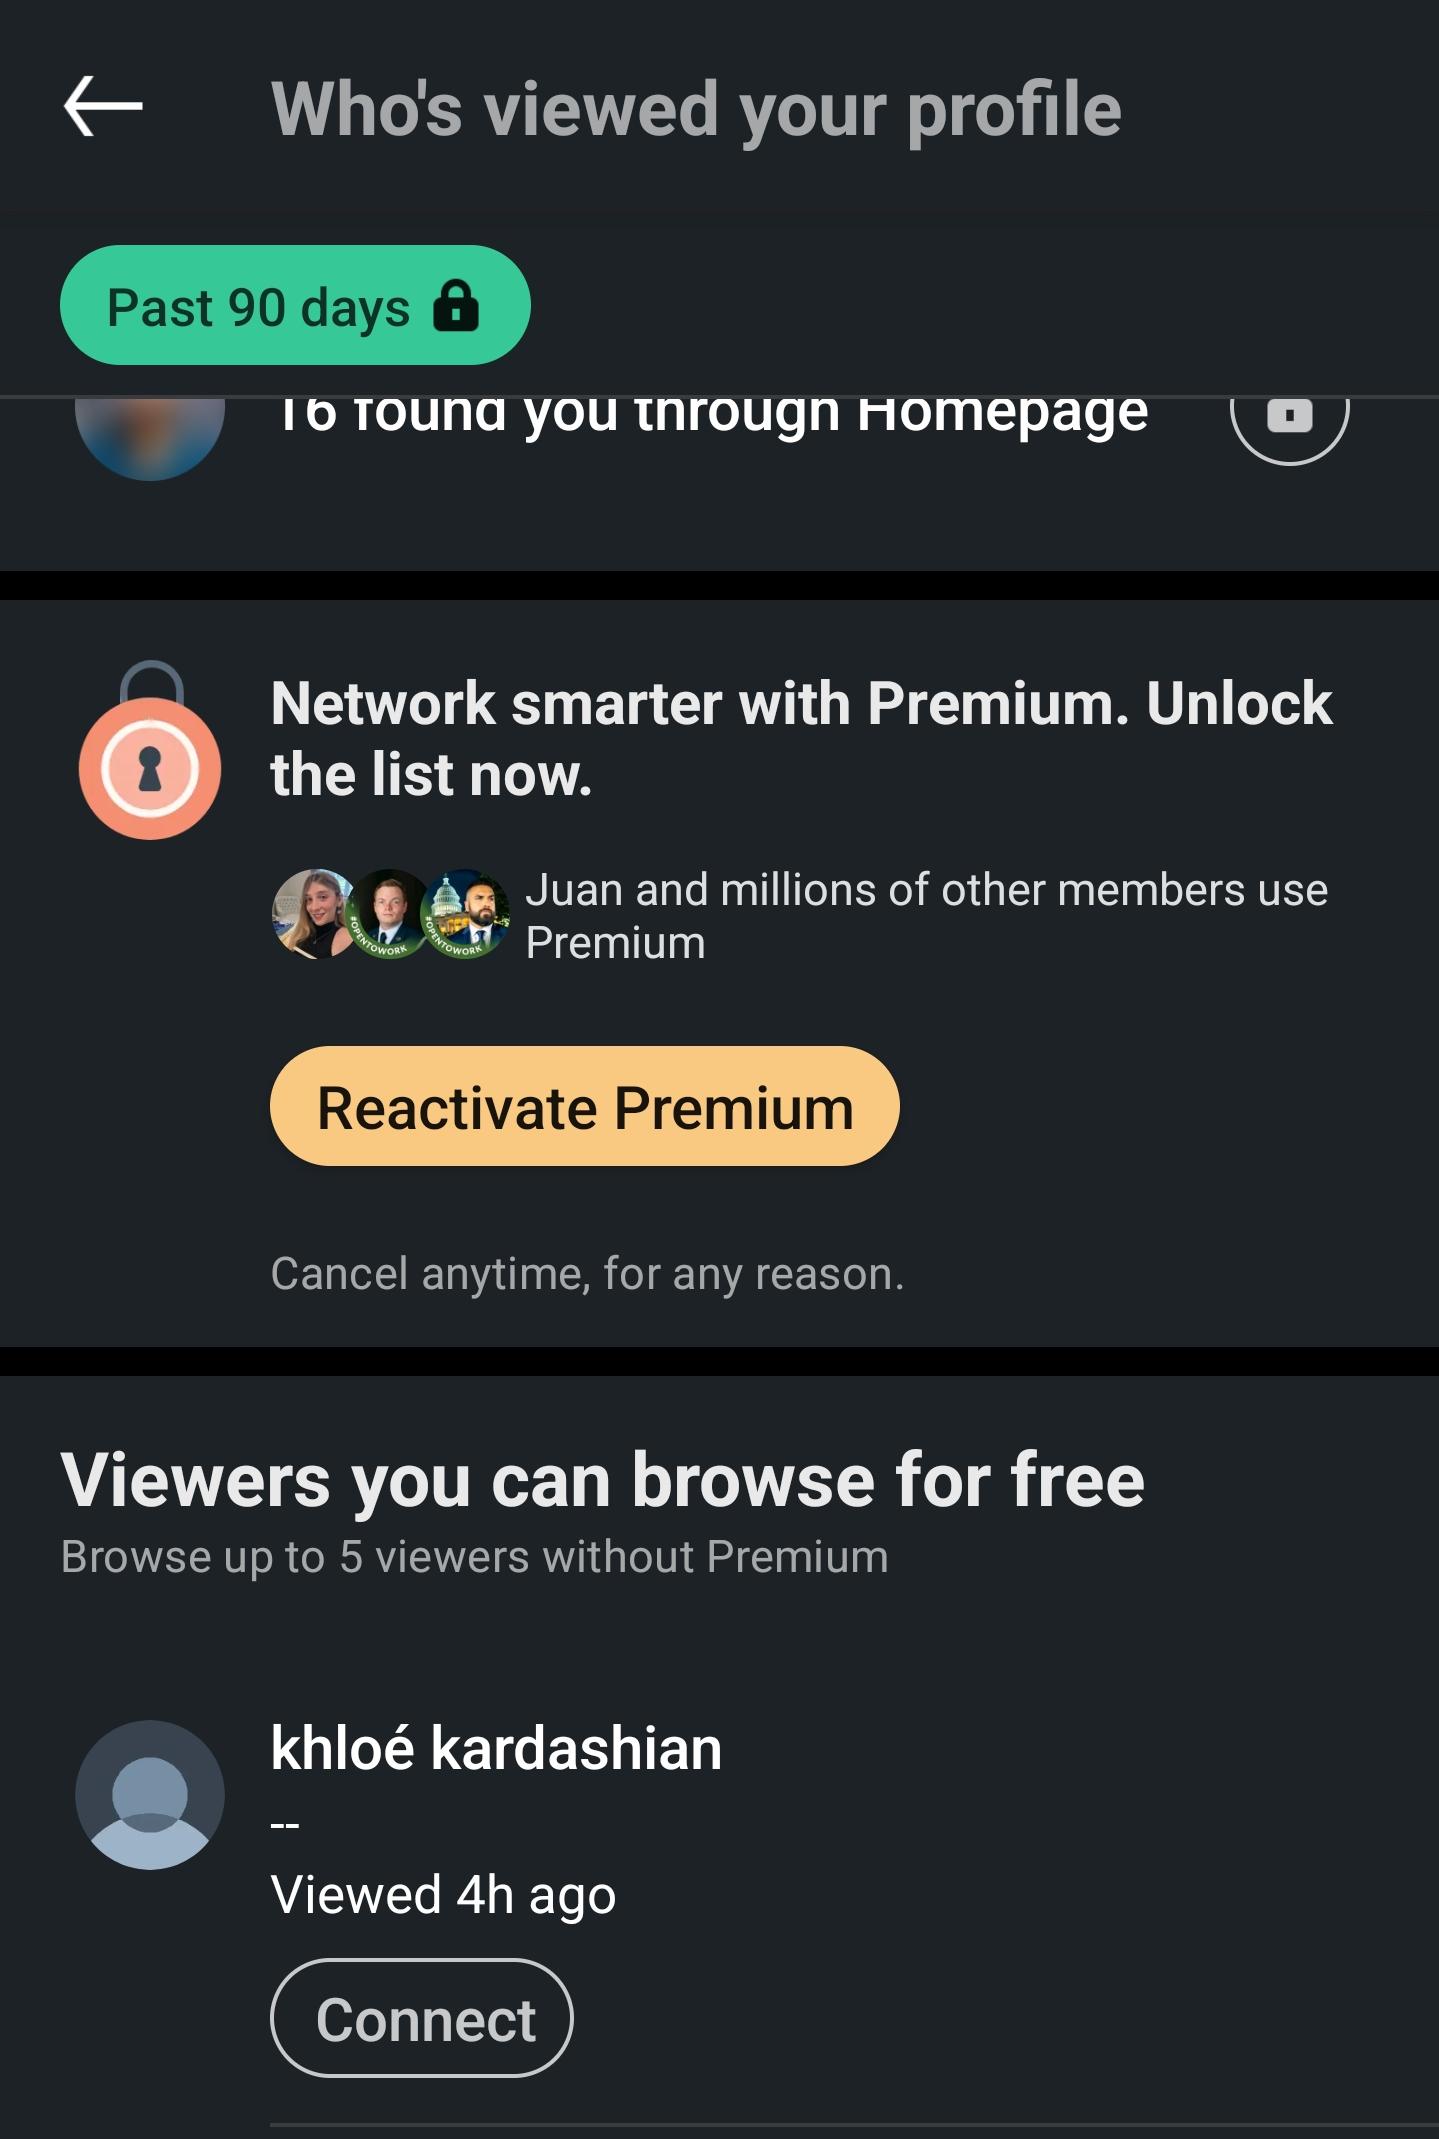 Who's viewed your profile
Past 90 days
16 found you through Homepage
Network smarter with Premium. Unlock
the list now.
#OPENTOWORK
#OPENTOWORK
Juan and millions of other members use
Premium
Reactivate Premium
Cancel anytime, for any reason.
Viewers you can browse for free
Browse up to 5 viewers without Premium
khloé kardashian
--
Viewed 4h ago
Connect